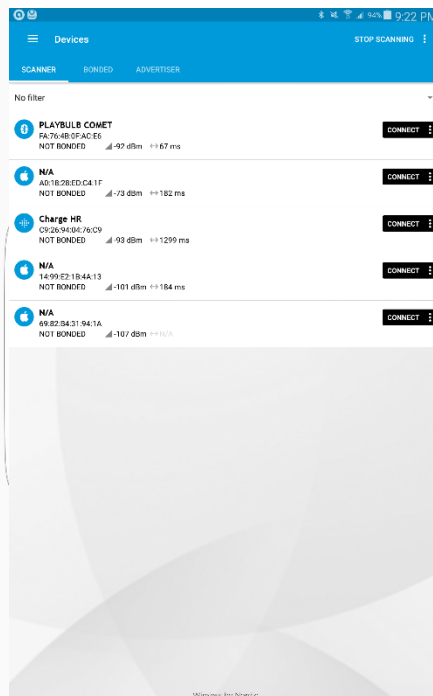 94% 9:22 PM
Devices STOP SCANNING
SCANNER BONDED ADVERTISER
No filter
PLAYBULB COMET
FA:76:4B:0F:AC:E6 CONNECT
NOT BONDED -92 dBm 67 ms
N/A
AD:18:28:ED:C4:1F CONNECT
NOT BONDED -73 dBm 182 ms
Charge HR
C9:26:94:04:76:C9 CONNECT
NOT BONDED -93 dBm 1299 ms
N/A
14:99:E2:1B:4A:13 CONNECT
NOT BONDED -101 dBm 184 ms
N/A
69:82:B4:31:94:1A CONNECT
NOT BONDED -107 dBm N/A
Wireless by Nordic